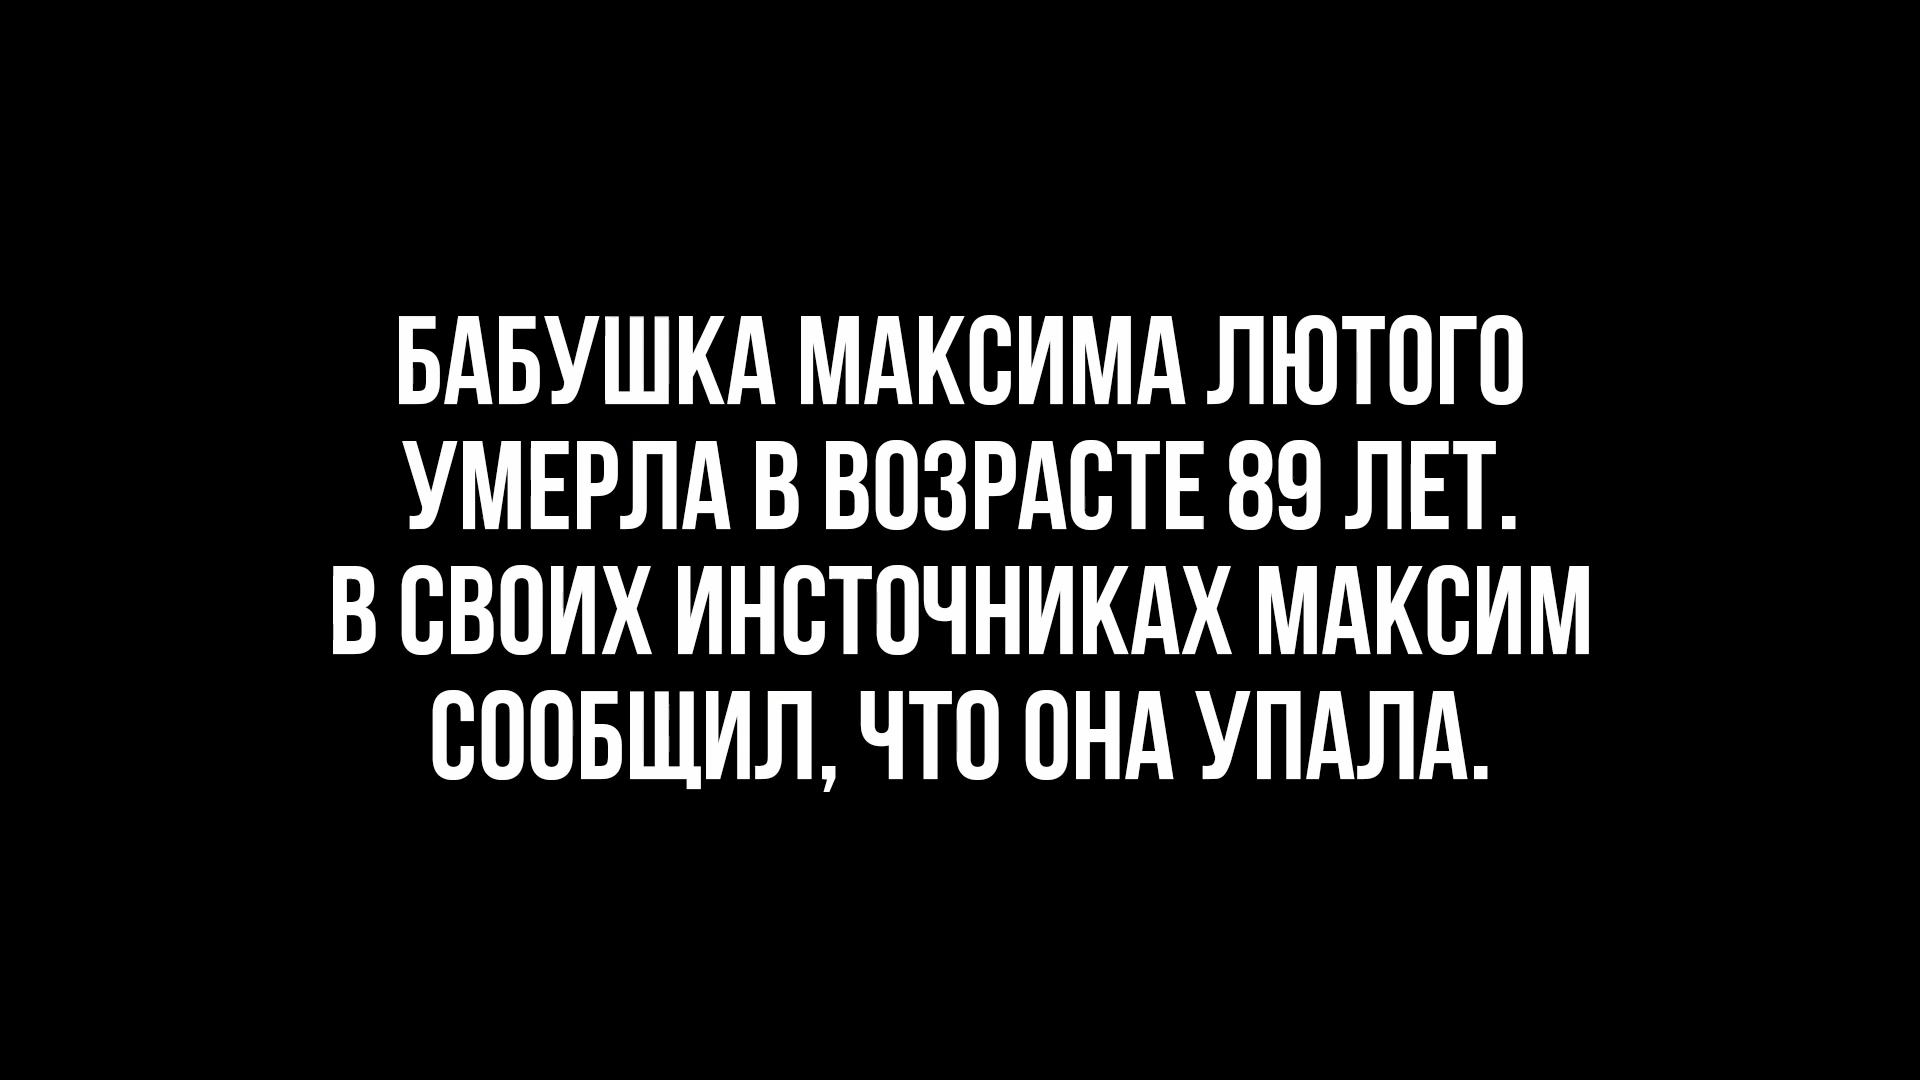 БАБУШКА МАКСИМА ЛЮТОГО
УМЕРЛА В ВОЗРАСТЕ 89 ЛЕТ.
В СВОИХ ИНСТОЧНИКАХ МАКСИМ
СООБЩИЛ, ЧТО ОНА УПАЛА.